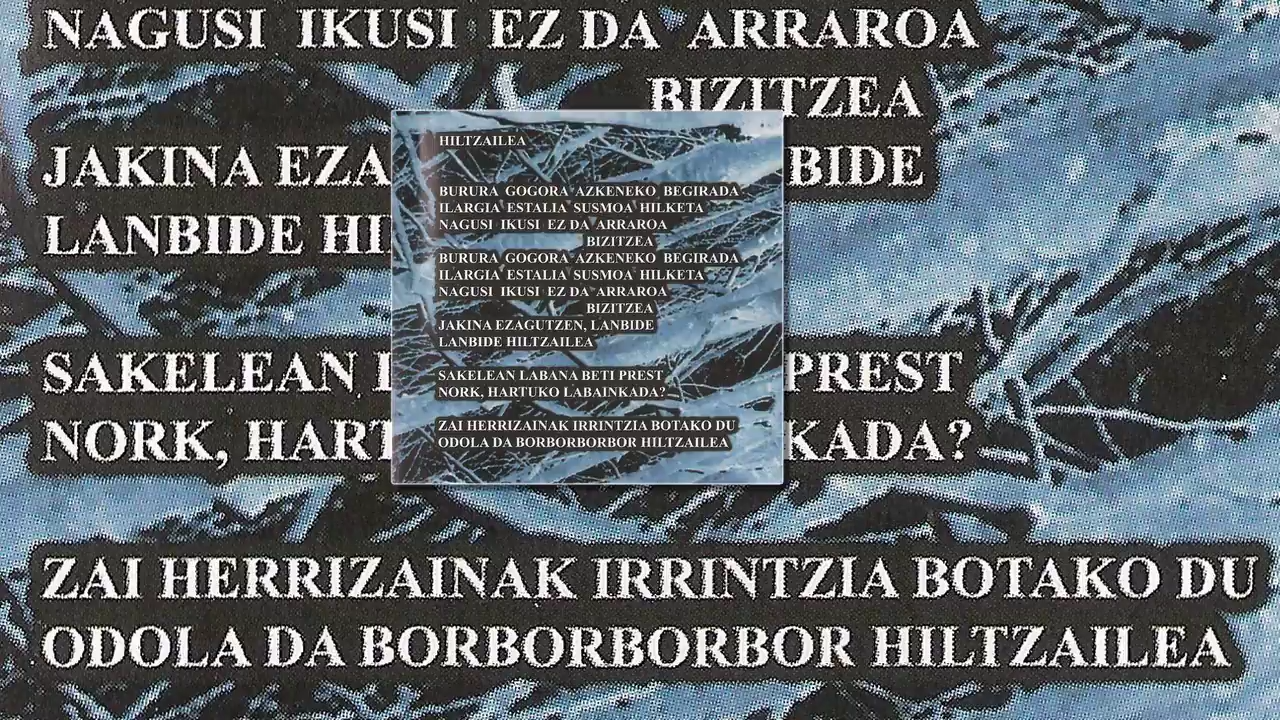 NAGUSI IKUSI EZ DA ARRAROA
BIZITZEA
JAKINA EZA BIDE
LANBIDE HI
SAKELEAN PREST
NORK, HART KADA?
ZAI HERRIZAINAK IRRINTZIA BOTAKO DU
ODOLA DA BORBORBORBOR HILTZAILEA
HILTZAILEA
BURURA GOGORA AZKENEKO BEGIRADA
ILARGIA ESTALIA SUSMOA HILKETA
NAGUSI IKUSI EZ DA ARRAROA
BIZITZEA
BURURA GOGORA AZKENEKO BEGIRADA
ILARGIA ESTALIA SUSMOA HILKETA
NAGUSI IKUSI EZ DA ARRAROA
BIZITZEA
JAKINA EZAGUTZEN, LANBIDE
LANBIDE HILTZAILEA
SAKELEAN LABANA BETI PREST
NORK, HARTUKO LABAINKADA?
ZAI HERRIZAINAK IRRINTZIA BOTAKO DU
ODOLA DA BORBORBORBOR HILTZAILEA